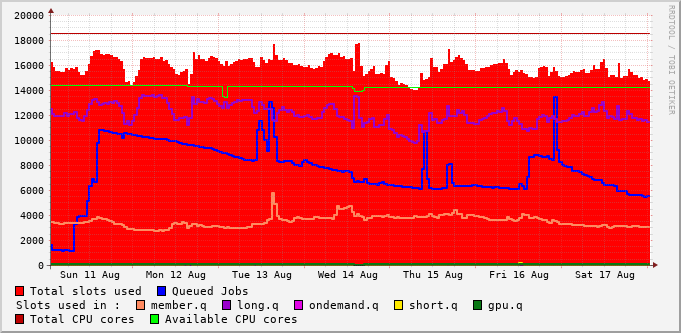 RRDTOOL / TOBI OETIKER
20000
18000
16000
14000
12000
10000
8000
6000
4000
2000
0
Sun 11 Aug Mon 12 Aug Tue 13 Aug Wed 14 Aug Thu 15 Aug Fri 16 Aug Sat 17 Aug
Total slots used Queued Jobs
Slots used in : member.q long.q ondemand.q short.q gpu.q
Total CPU cores Available CPU cores